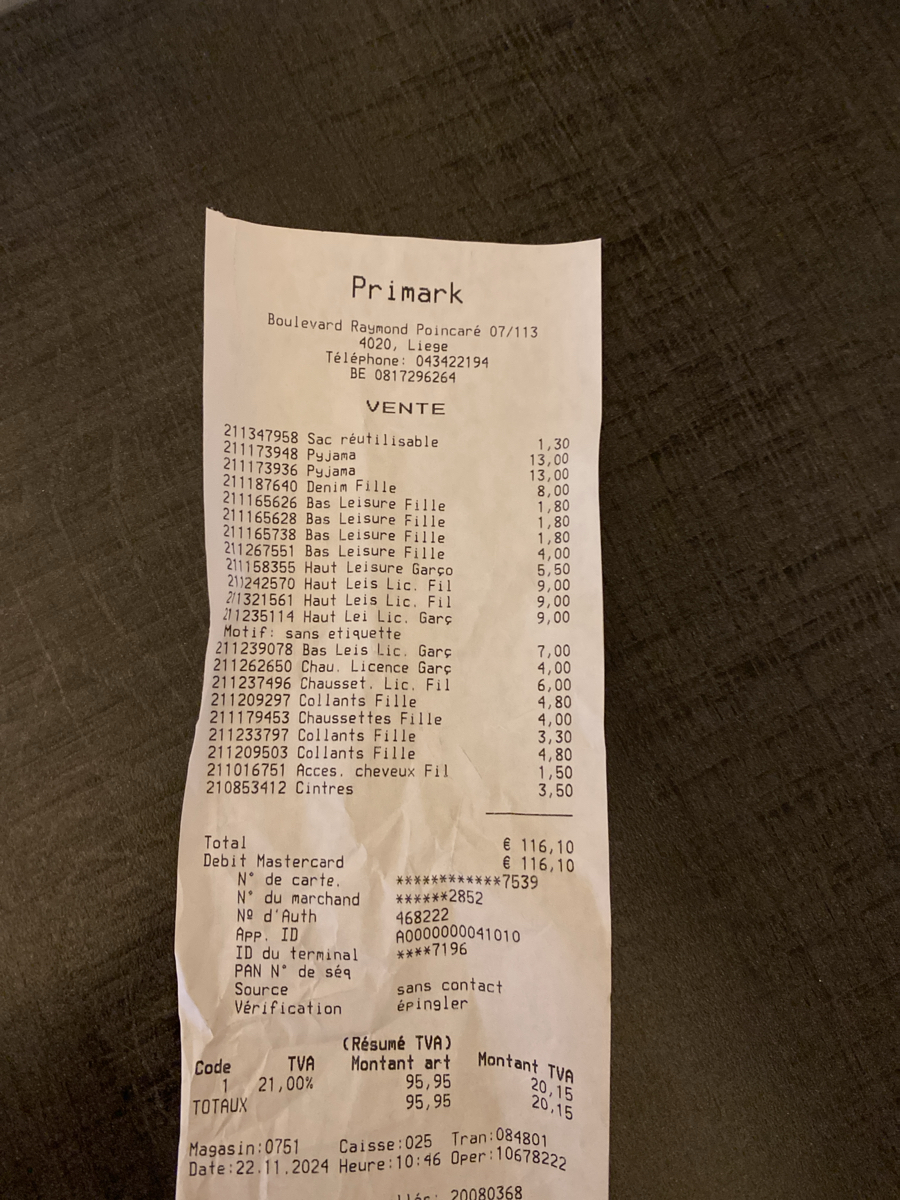 Primark
Boulevard Raymond Poincaré 07/113
4020, Liege
Téléphone: 043422194
BE 0817296264
VENTE
211347958 Sac réutilisable 1,30
211173948 Pyjama 13,00
211173936 Pyjama 13,00
211187640 Denim Fille 8,00
211165626 Bas Leisure Fille 1,80
211165628 Bas Leisure Fille 1,80
211165738 Bas Leisure Fille 1,80
211267551 Bas Leisure Fille 4,00
211158355 Haut Leisure Garço 5,50
211242570 Haut Leis Lic. Fil 9,00
211321561 Haut Leis Lic. Fil 9,00
211235114 Haut Lei Lic. Garç 9,00
Motif: sans etiquette
211239078 Bas Leis Lic. Garç 7,00
211262650 Chau. Licence Garç 4,00
211237496 Chausset. Lic. Fil 6,00
211209297 Collants Fille 4,80
211179453 Chaussettes Fille 4,00
211233797 Collants Fille 3,30
211209503 Collants Fille 4,80
211016751 Acces. cheveux Fil 1,50
210853412 Cintres 3,50
Total € 116,10
Debit Mastercard € 116,10
N° de carte. ************7539
N° du marchand ******2852
Nº d'Auth 468222
App. ID A0000000041010
ID du terminal ****7196
PAN N° de séq
Source sans contact
Vérification épingler
(Résumé TVA)
Code TVA Montant art Montant TVA
1 21,00% 95,95 20,15
TOTAUX 95,95 20,15
Magasin:0751 Caisse:025 Tran:084801
Date:22.11.2024 Heure:10:46 Oper:10678222
20080368